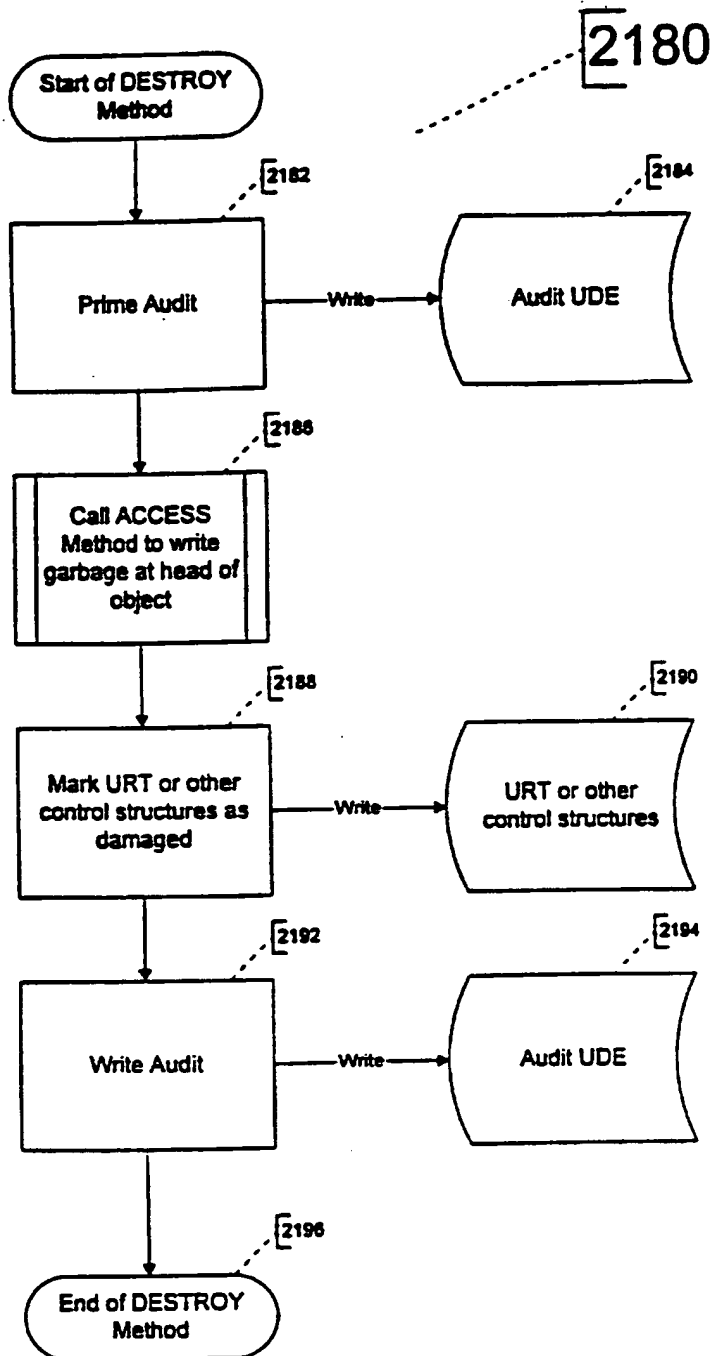 2180
Start of DESTROY
Method
2182
2184
Prime Audit
Write
Audit UDE
2186
Call ACCESS
Method to write
garbage at head of
object
2188
2190
Mark URT or other
control structures as
damaged
Write
URT or other
control structures
2192
2194
Write Audit
Write
Audit UDE
2196
End of DESTROY
Method